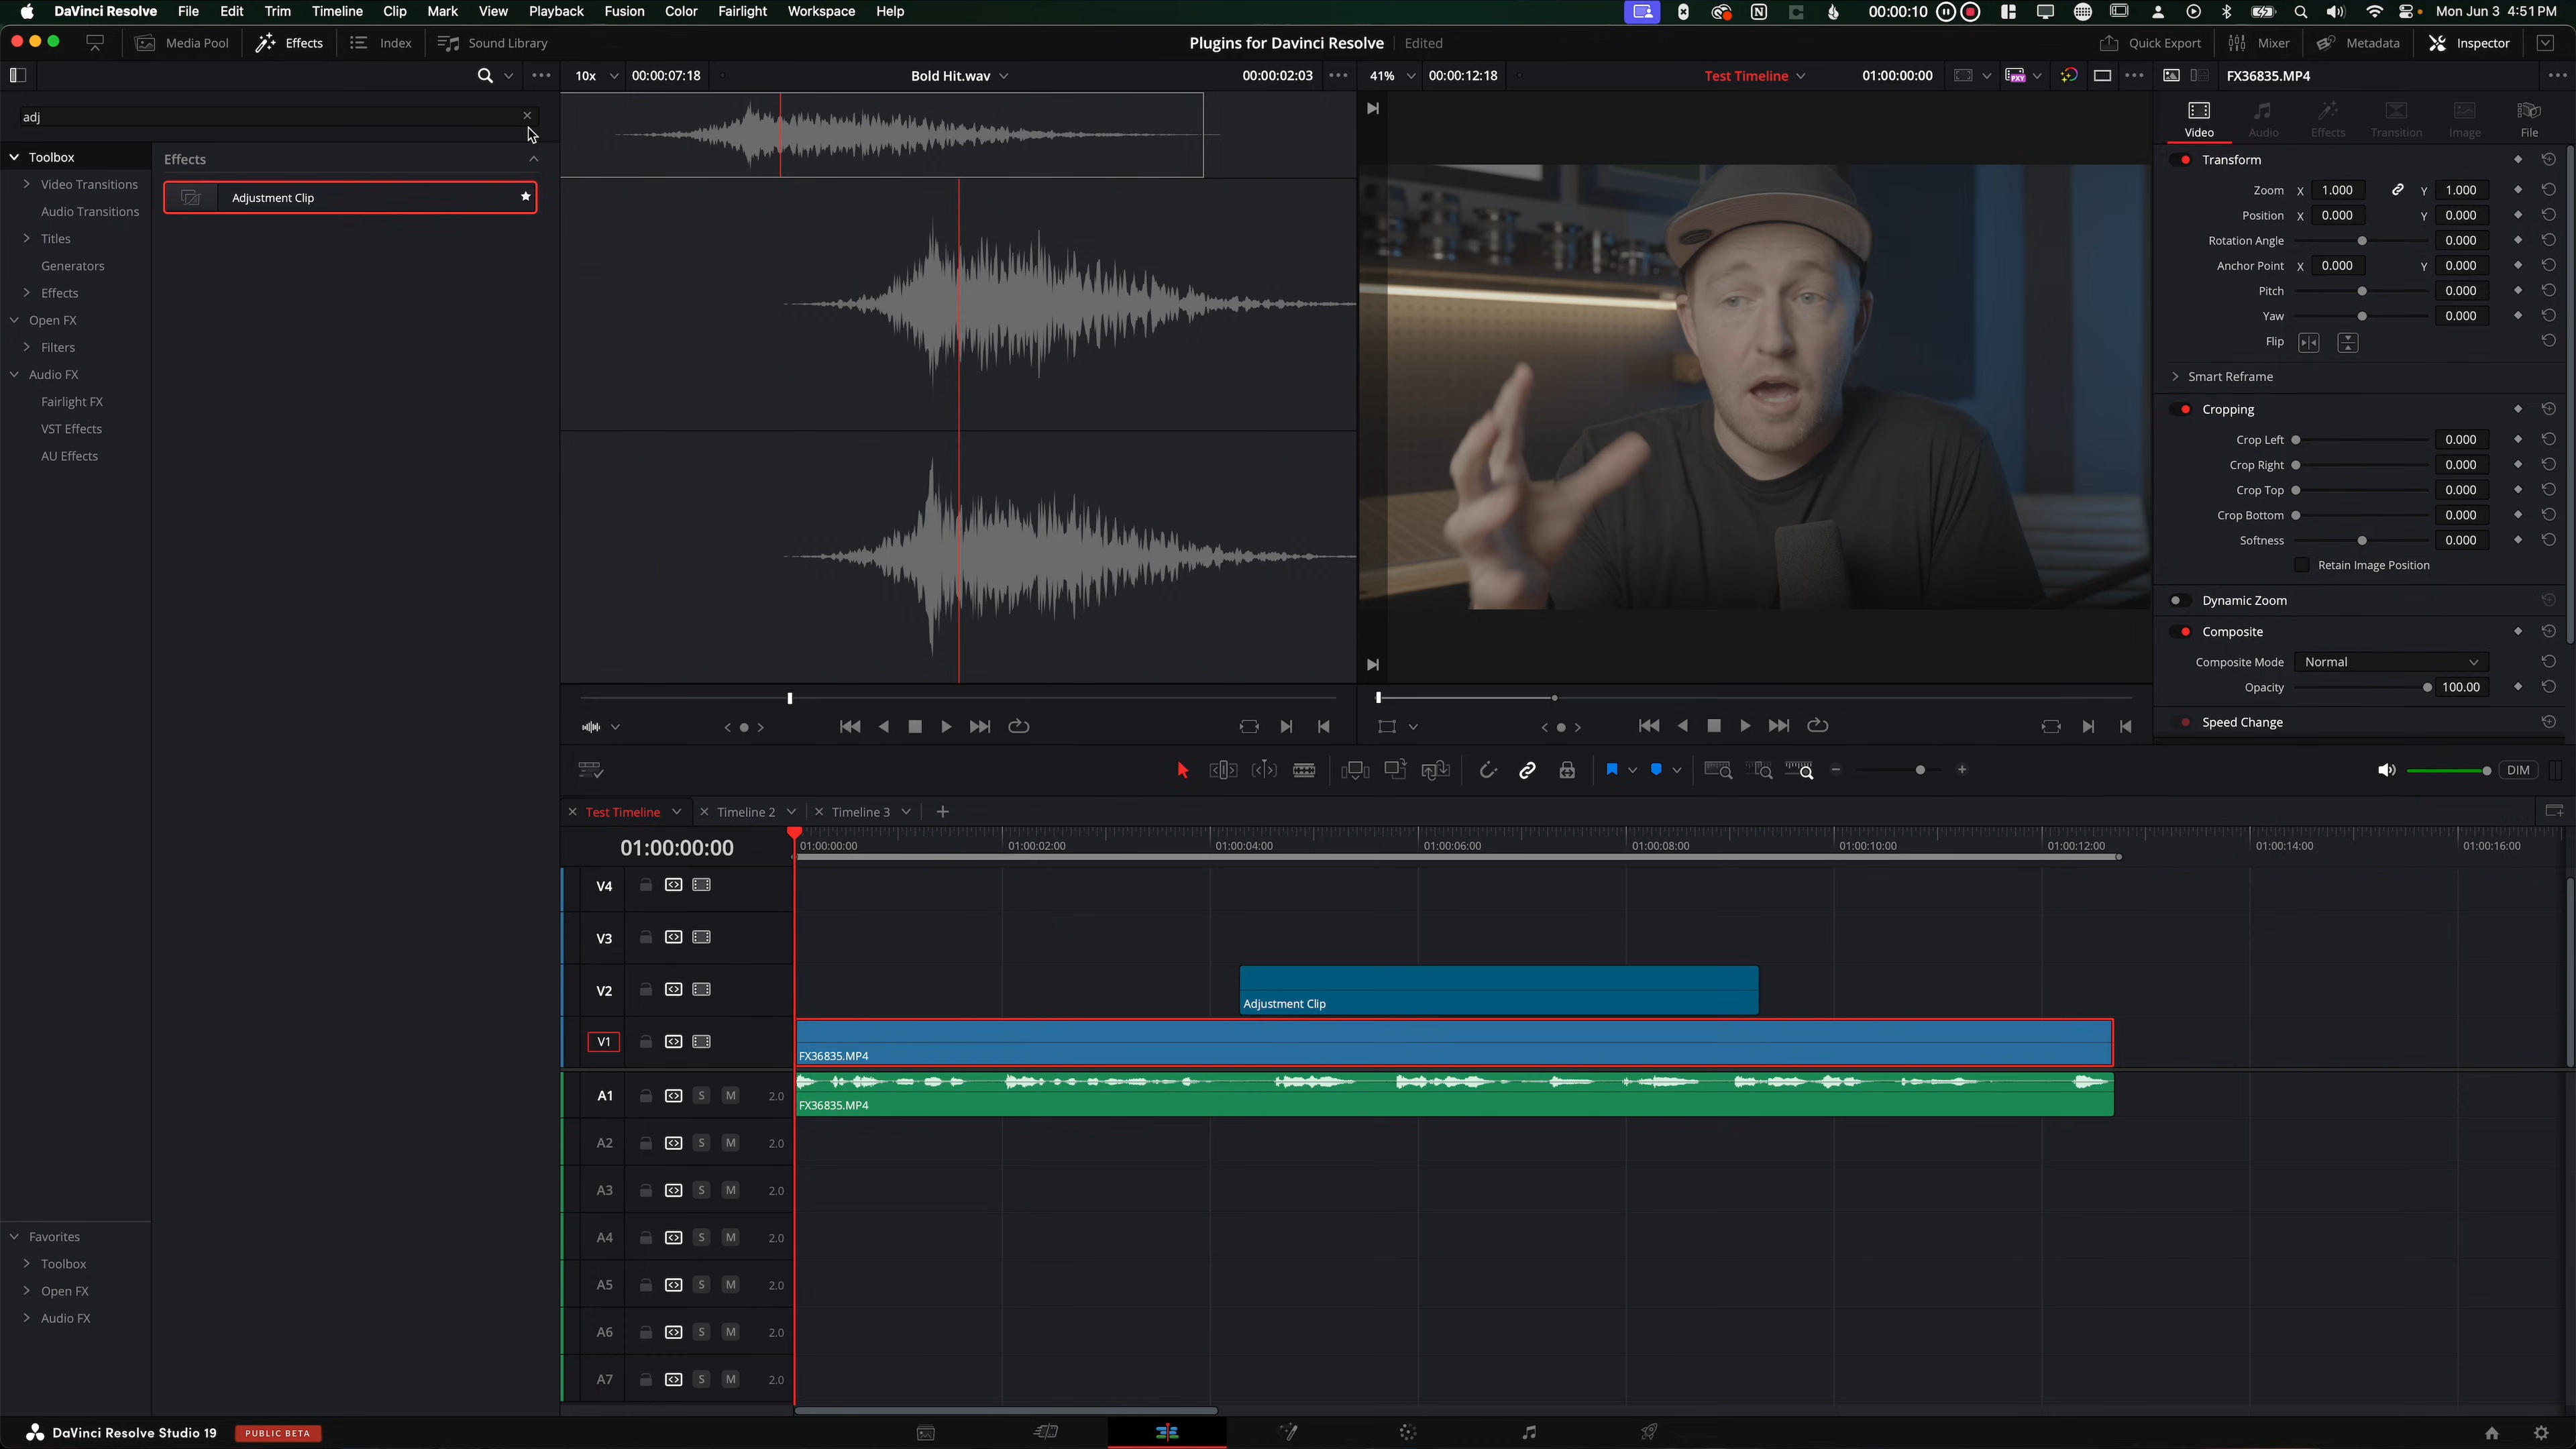 DaVinci Resolve File Edit Trim Timeline Clip Mark View Playback Fusion Color Fairlight Workspace Help 00:00:10 Mon Jun 3 4:51 PM
Media Pool Effects Index Sound Library Plugins for Davinci Resolve Edited Quick Export Mixer Metadata Inspector
10x 00:00:07:18 Bold Hit.wav 00:00:02:03 41% 00:00:12:18 Test Timeline 01:00:00:00 PXY FX36835.MP4
adj
Video Audio Effects Transition Image File
Toolbox
Video Transitions
Audio Transitions
Titles
Generators
Effects
Open FX
Filters
Audio FX
Fairlight FX
VST Effects
AU Effects
Effects
Adjustment Clip
Transform
Zoom X 1.000 Y 1.000
Position X 0.000 Y 0.000
Rotation Angle 0.000
Anchor Point X 0.000 Y 0.000
Pitch 0.000
Yaw 0.000
Flip
Smart Reframe
Cropping
Crop Left 0.000
Crop Right 0.000
Crop Top 0.000
Crop Bottom 0.000
Softness 0.000
Retain Image Position
Dynamic Zoom
Composite
Composite Mode Normal
Opacity 100.00
Speed Change
DIM
Test Timeline Timeline 2 Timeline 3
01:00:00:00
01:00:00:00 01:00:02:00 01:00:04:00 01:00:06:00 01:00:08:00 01:00:10:00 01:00:12:00 01:00:14:00 01:00:16:00
V4
V3
V2
Adjustment Clip
V1
FX36835.MP4
A1 S M 2.0
FX36835.MP4
A2 S M 2.0
A3 S M 2.0
A4 S M 2.0
A5 S M 2.0
A6 S M 2.0
A7 S M 2.0
Favorites
Toolbox
Open FX
Audio FX
DaVinci Resolve Studio 19 PUBLIC BETA